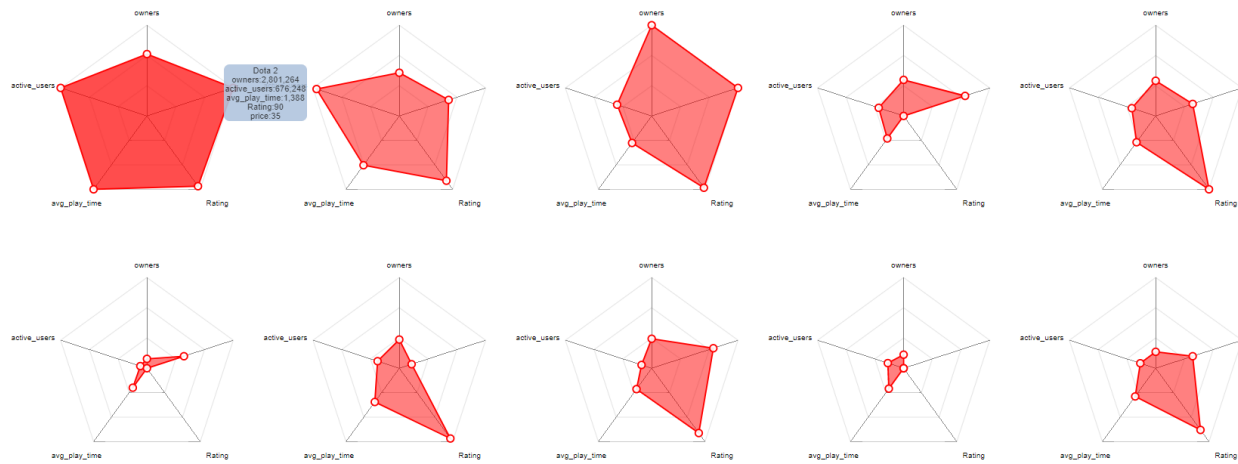 owners
active_users
avg_play_time
Rating
Dota 2
owners:2,801,264
active_users:676,248
avg_play_time:1,388
Rating:90
price:35
owners
avg_play_time
Rating
owners
active_users
avg_play_time
Rating
owners
active_users
avg_play_time
Rating
owners
active_users
avg_play_time
Rating
owners
active_users
avg_play_time
Rating
owners
active_users
avg_play_time
Rating
owners
active_users
avg_play_time
Rating
owners
active_users
avg_play_time
Rating
owners
active_users
avg_play_time
Rating